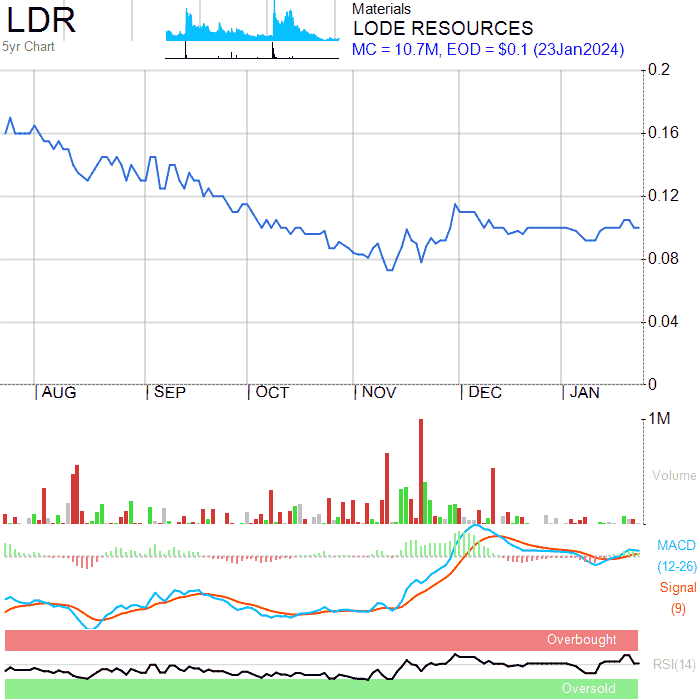 LDR
5yr Chart
Materials
LODE RESOURCES
MC = 10.7M, EOD = $0.1 (23Jan2024)
0.2
0.16
0.12
0.08
0.04
0
AUG SEP OCT NOV DEC JAN
1M
Volume
MACD
(12-26)
Signal
(9)
Overbought
RSI(14)
Oversold